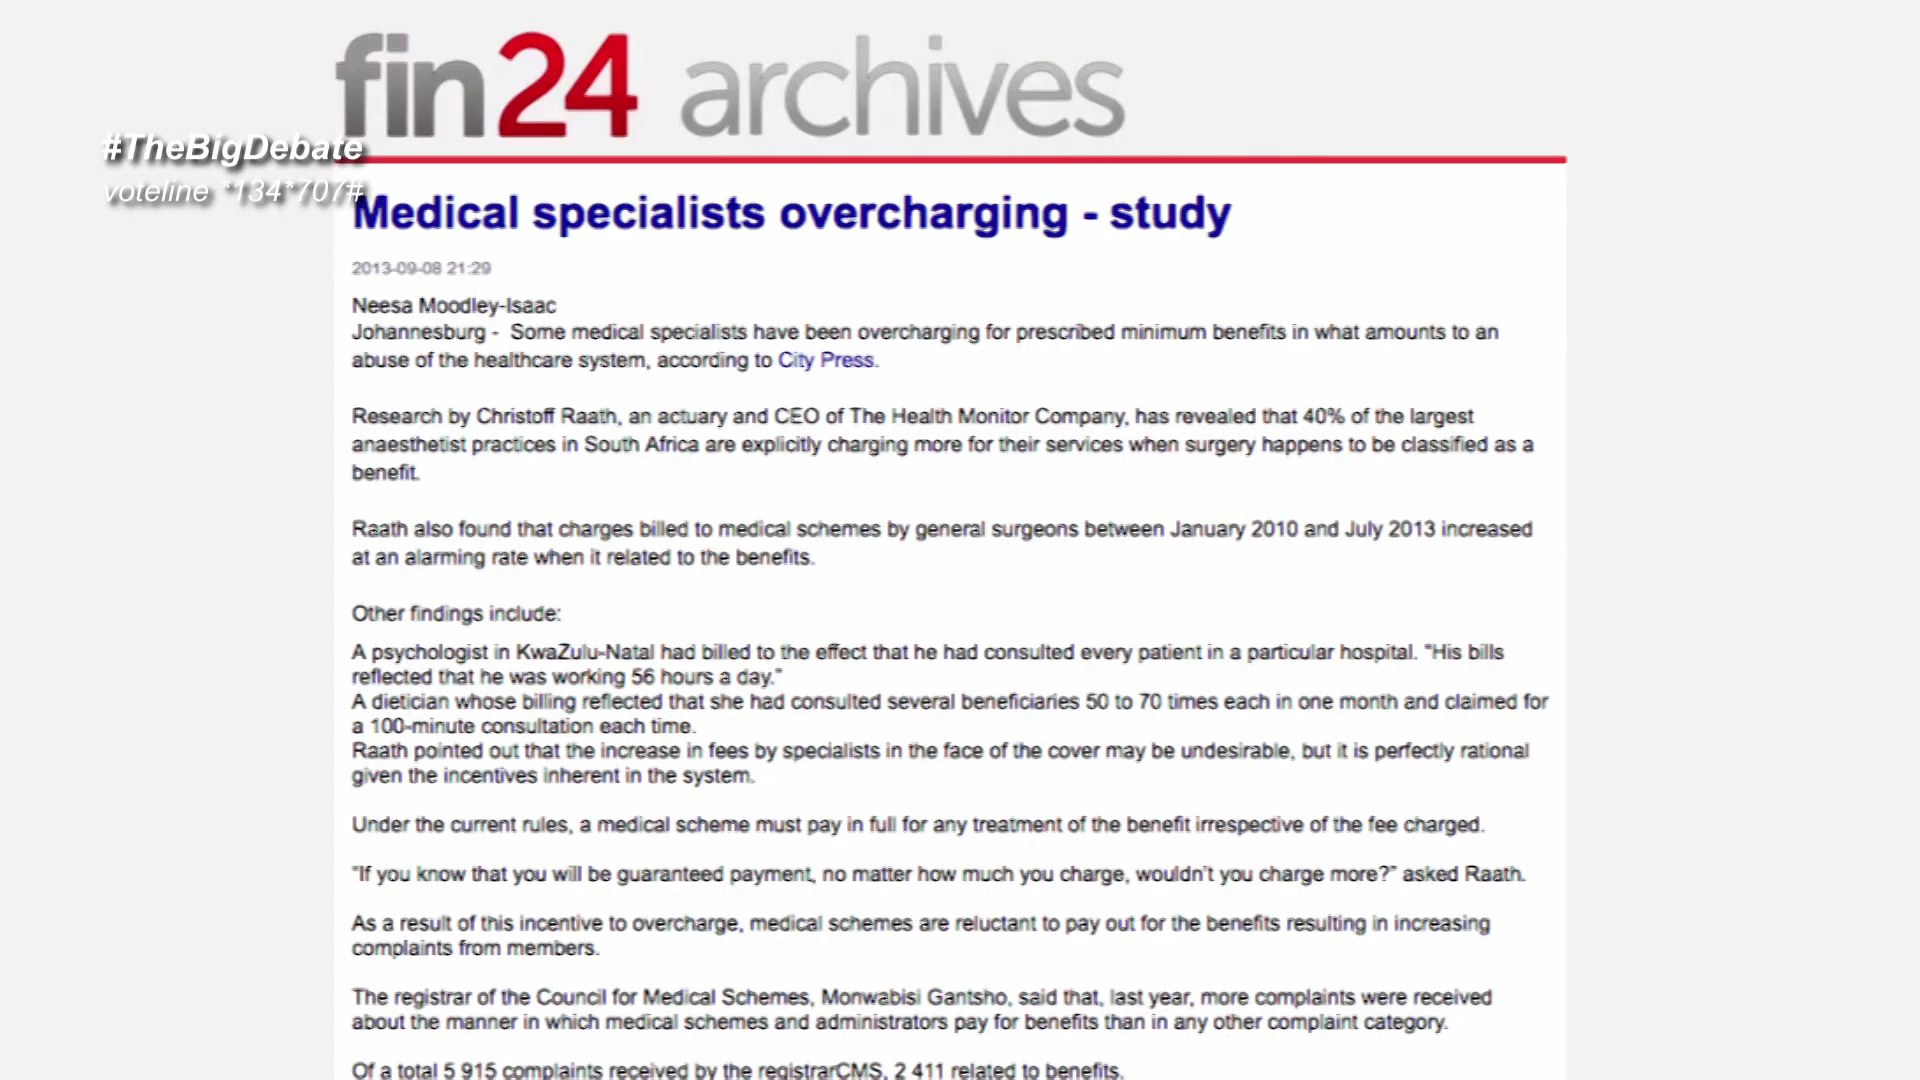 fin24 archives
#TheBigDebate
voteline *134*707#
Medical specialists overcharging - study
2013-09-08 21:29
Neesa Moodley-Isaac
Johannesburg - Some medical specialists have been overcharging for prescribed minimum benefits in what amounts to an
abuse of the healthcare system, according to City Press.
Research by Christoff Raath, an actuary and CEO of The Health Monitor Company, has revealed that 40% of the largest
anaesthetist practices in South Africa are explicitly charging more for their services when surgery happens to be classified as a
benefit.
Raath also found that charges billed to medical schemes by general surgeons between January 2010 and July 2013 increased
at an alarming rate when it related to the benefits.
Other findings include:
A psychologist in KwaZulu-Natal had billed to the effect that he had consulted every patient in a particular hospital. “His bills
reflected that he was working 56 hours a day.”
A dietician whose billing reflected that she had consulted several beneficiaries 50 to 70 times each in one month and claimed for
a 100-minute consultation each time.
Raath pointed out that the increase in fees by specialists in the face of the cover may be undesirable, but it is perfectly rational
given the incentives inherent in the system.
Under the current rules, a medical scheme must pay in full for any treatment of the benefit irrespective of the fee charged.
“If you know that you will be guaranteed payment, no matter how much you charge, wouldn’t you charge more?” asked Raath.
As a result of this incentive to overcharge, medical schemes are reluctant to pay out for the benefits resulting in increasing
complaints from members.
The registrar of the Council for Medical Schemes, Monwabisi Gantsho, said that, last year, more complaints were received
about the manner in which medical schemes and administrators pay for benefits than in any other complaint category.
Of a total 5 915 complaints received by the registrarCMS, 2 411 related to benefits.